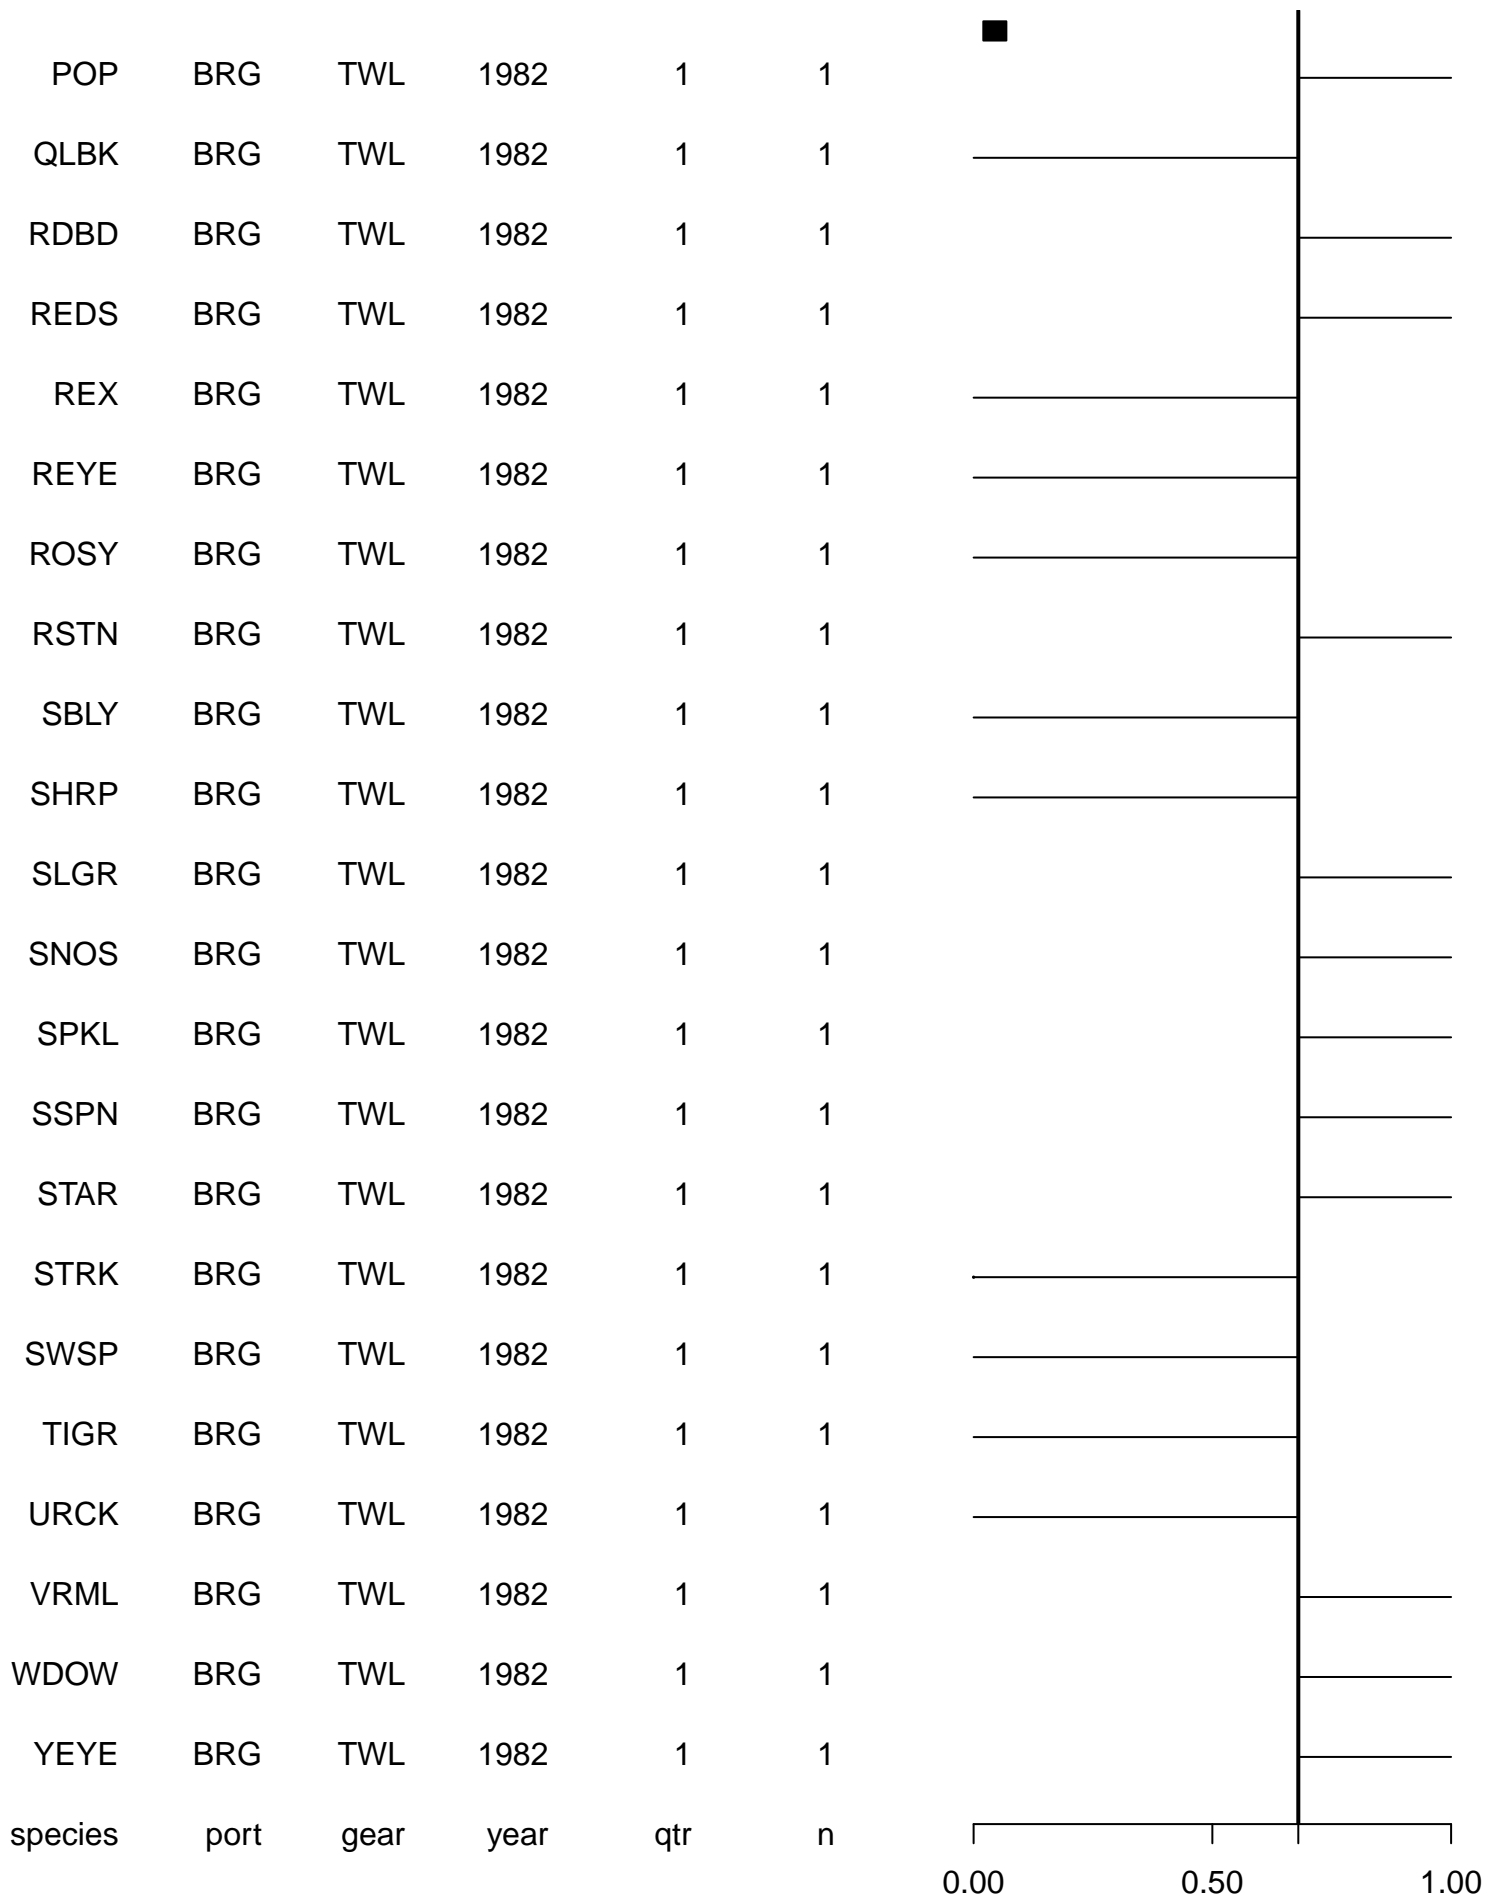 POP BRG TWL 1982 1 1
QLBK BRG TWL 1982 1 1
RDBD BRG TWL 1982 1 1
REDS BRG TWL 1982 1 1
REX BRG TWL 1982 1 1
REYE BRG TWL 1982 1 1
ROSY BRG TWL 1982 1 1
RSTN BRG TWL 1982 1 1
SBLY BRG TWL 1982 1 1
SHRP BRG TWL 1982 1 1
SLGR BRG TWL 1982 1 1
SNOS BRG TWL 1982 1 1
SPKL BRG TWL 1982 1 1
SSPN BRG TWL 1982 1 1
STAR BRG TWL 1982 1 1
STRK BRG TWL 1982 1 1
SWSP BRG TWL 1982 1 1
TIGR BRG TWL 1982 1 1
URCK BRG TWL 1982 1 1
VRML BRG TWL 1982 1 1
WDOW BRG TWL 1982 1 1
YEYE BRG TWL 1982 1 1
species port gear year qtr n
0.00 0.50 1.00